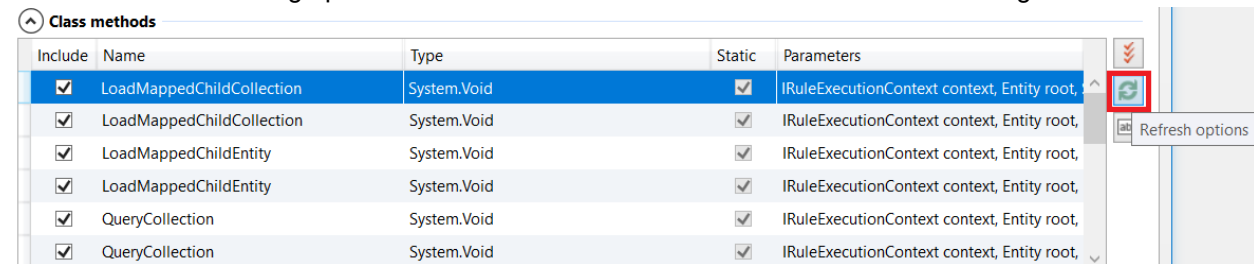 Class methods
Include Name Type Static Parameters
LoadMappedChildCollection System.Void IRuleExecutionContext context, Entity root,
LoadMappedChildCollection System.Void IRuleExecutionContext context, Entity root,
LoadMappedChildEntity System.Void IRuleExecutionContext context, Entity root,
LoadMappedChildEntity System.Void IRuleExecutionContext context, Entity root,
QueryCollection System.Void IRuleExecutionContext context, Entity root,
QueryCollection System.Void IRuleExecutionContext context, Entity root,
ab
Refresh options